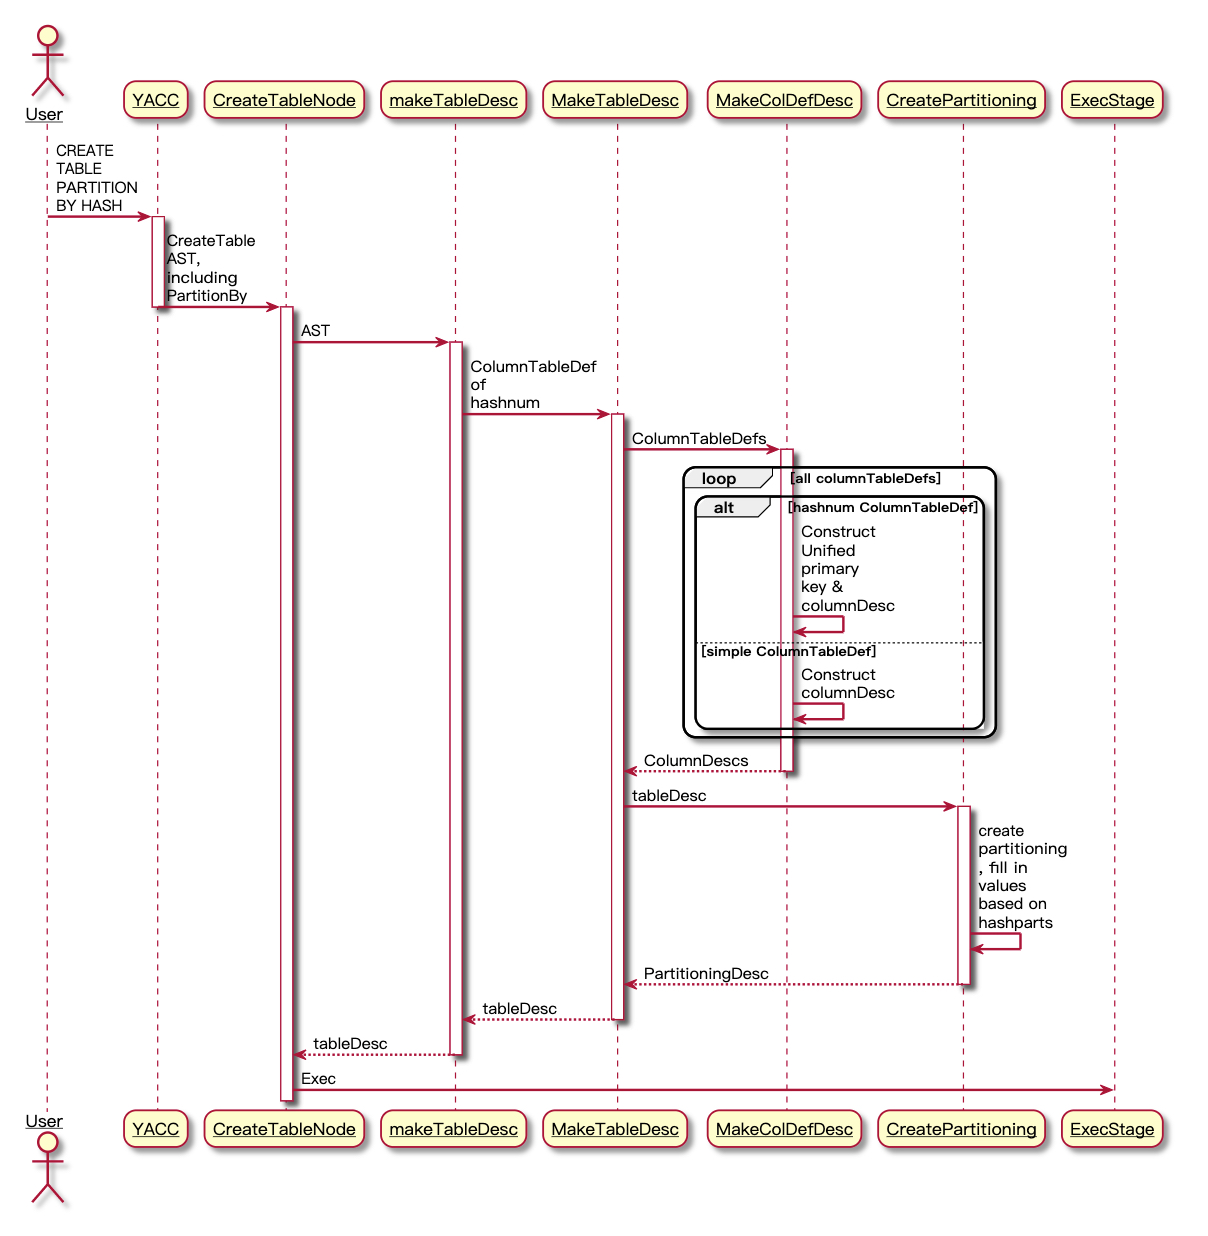 User
YACC
CreateTableNode
makeTableDesc
MakeTableDesc
MakeColDefDesc
CreatePartitioning
ExecStage
CREATE
TABLE
PARTITION
BY HASH
CreateTable
AST,
including
PartitionBy
AST
ColumnTableDef
of
hashnum
ColumnTableDefs
loop
[all columnTableDefs]
alt
[hashnum ColumnTableDef]
Construct
Unified
primary
key &
columnDesc
[simple ColumnTableDef]
Construct
columnDesc
ColumnDescs
tableDesc
create
partitioning
, fill in
values
based on
hashparts
PartitioningDesc
tableDesc
tableDesc
Exec
User
YACC
CreateTableNode
makeTableDesc
MakeTableDesc
MakeColDefDesc
CreatePartitioning
ExecStage